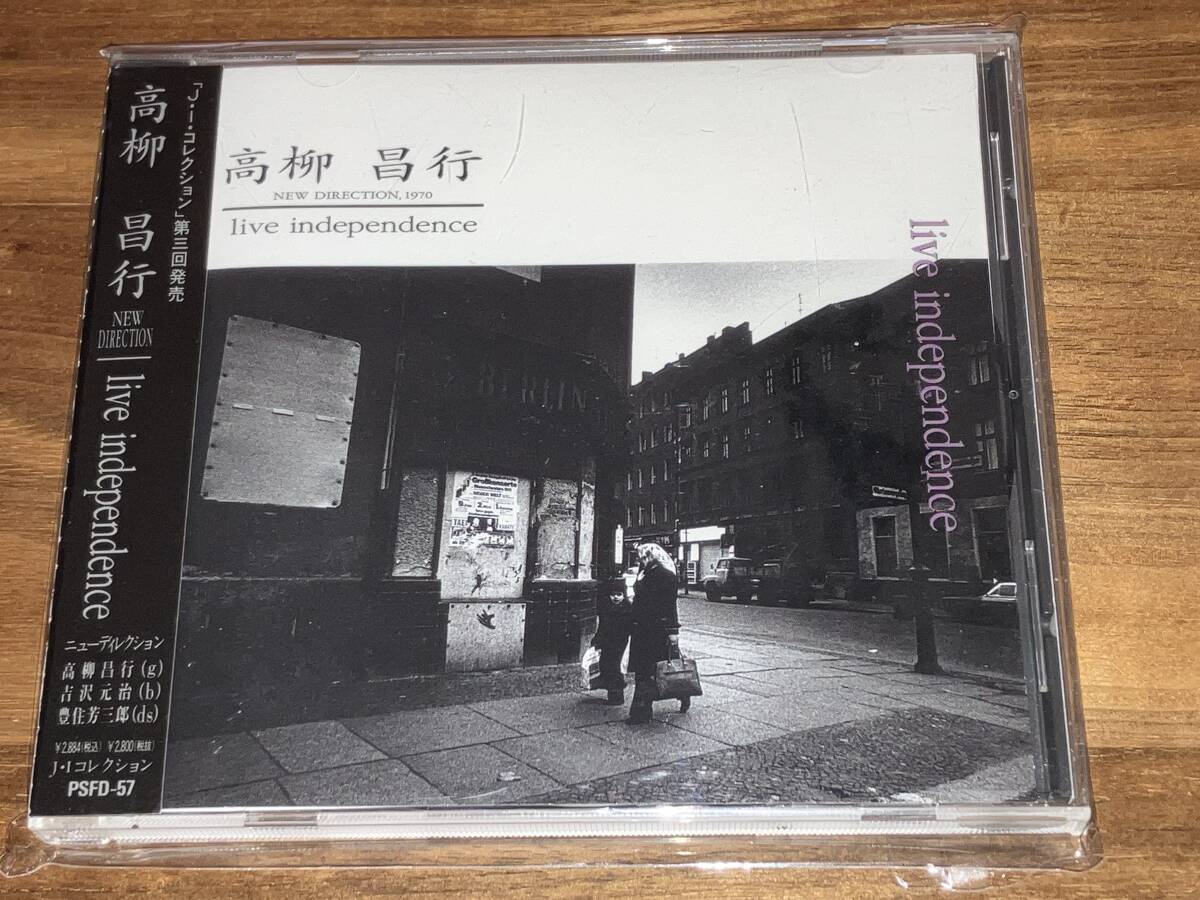 高柳 昌行
NEW
DIRECTION
live independence
「J・I・コレクション」第三回発売
ニューディレクション
高柳昌行(g)
吉沢元治(b)
豊住芳三郎(ds)
¥2,884(税込) ¥2,800(税抜)
J・Iコレクション
PSFD-57
高柳 昌行
NEW DIRECTION, 1970
live independence
live independence
BERLIN
Großkonzerte